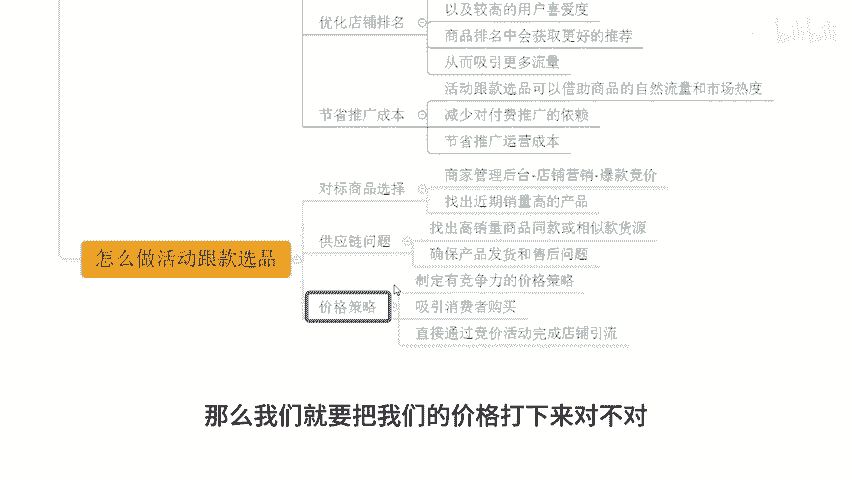 以及较高的用户喜爱度
优化店铺排名
商品排名中会获取更好的推荐
从而吸引更多流量
活动跟款选品可以借助商品的自然流量和市场热度
节省推广成本
减少对付费推广的依赖
节省推广运营成本
商家管理后台-店铺营销-爆款竞价
对标商品选择
找出近期销量高的产品
找出高销量商品同款或相似款货源
供应链问题
确保产品发货和售后问题
怎么做活动跟款选品
制定有竞争力的价格策略
价格策略
吸引消费者购买
直接通过竞价活动完成店铺引流
那么我们就要把我们的价格打下来对不对